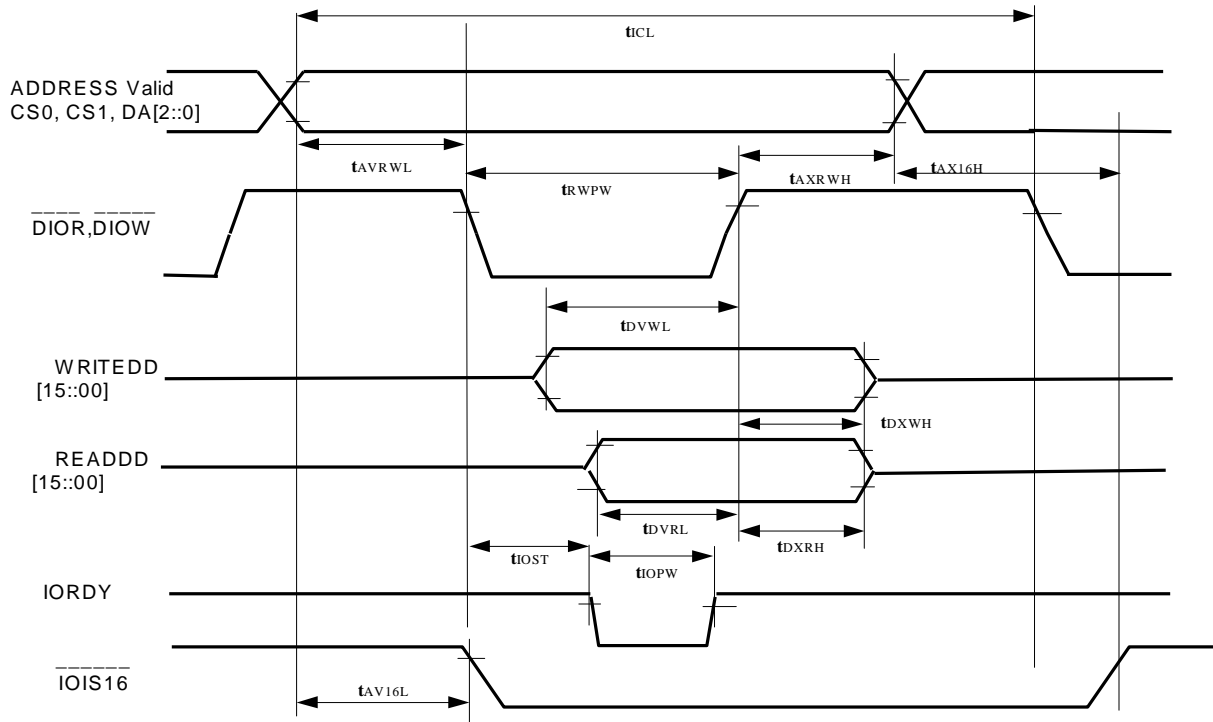 tICL
ADDRESS Valid
CS0, CS1, DA[2::0]
tAVRWL
tRWPW
tAXRWH
tAX16H
DIOR,DIOW
tDVWL
WRITEDD
[15::00]
tDXWH
READDD
[15::00]
tDVRL
tDXRH
tIOST
tIOPW
IORDY
IOIS16
tAV16L